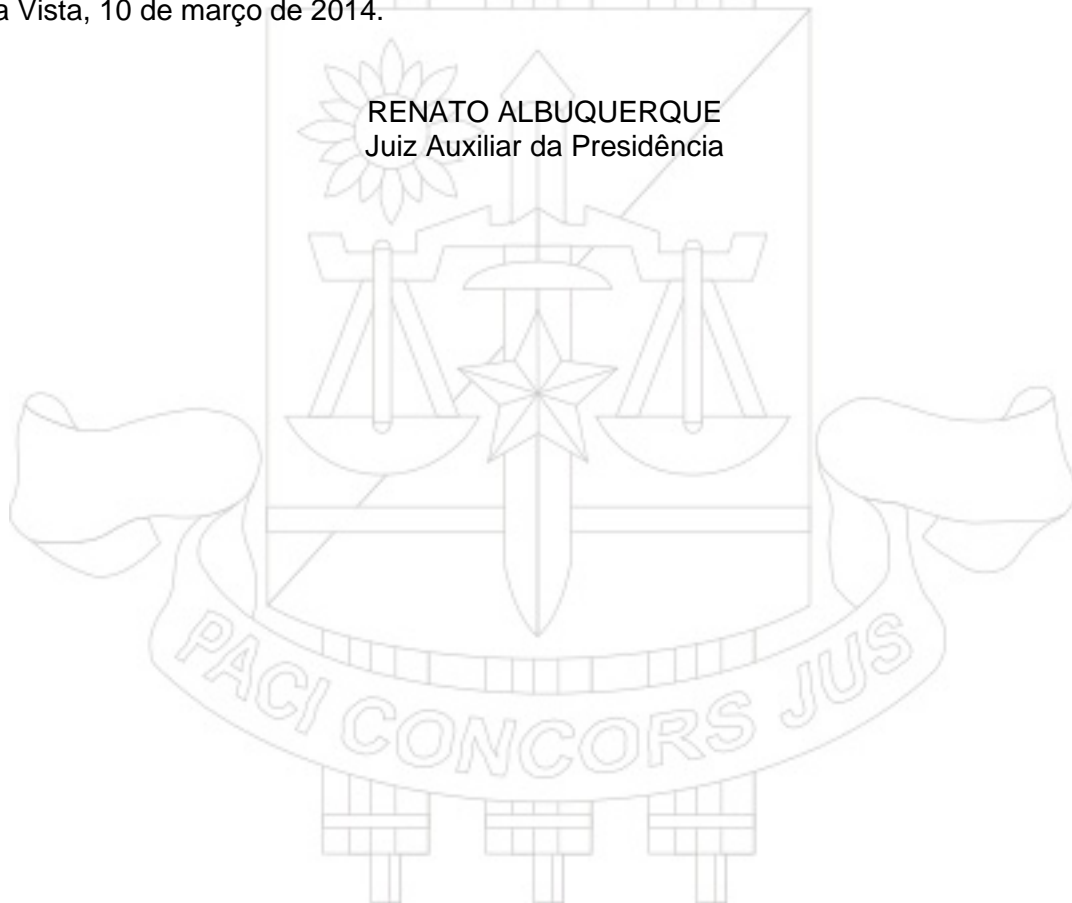 a Vista, 10 de março de 2014.
RENATO ALBUQUERQUE
Juiz Auxiliar da Presidência
PACI CONCORS JUS